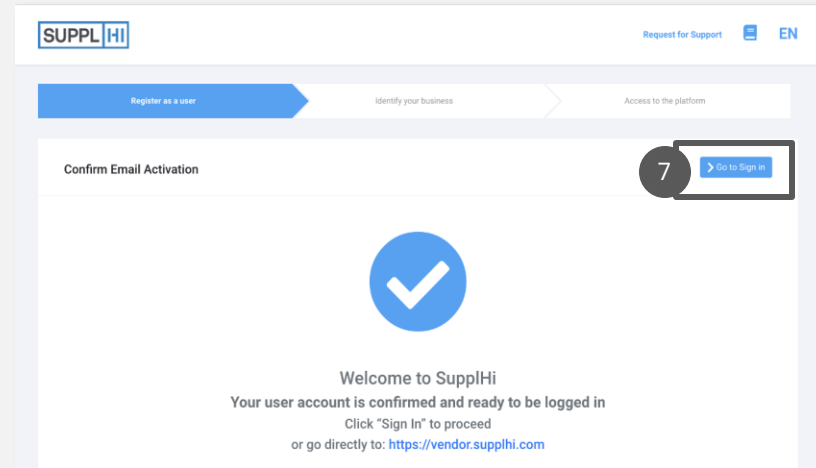 SUPPLHI
Request for Support
EN
Register as a user
Identify your business
Access to the platform
Confirm Email Activation
7
Go to Sign in
Welcome to SupplHi
Your user account is confirmed and ready to be logged in
Click “Sign In” to proceed
or go directly to: https://vendor.supplhi.com